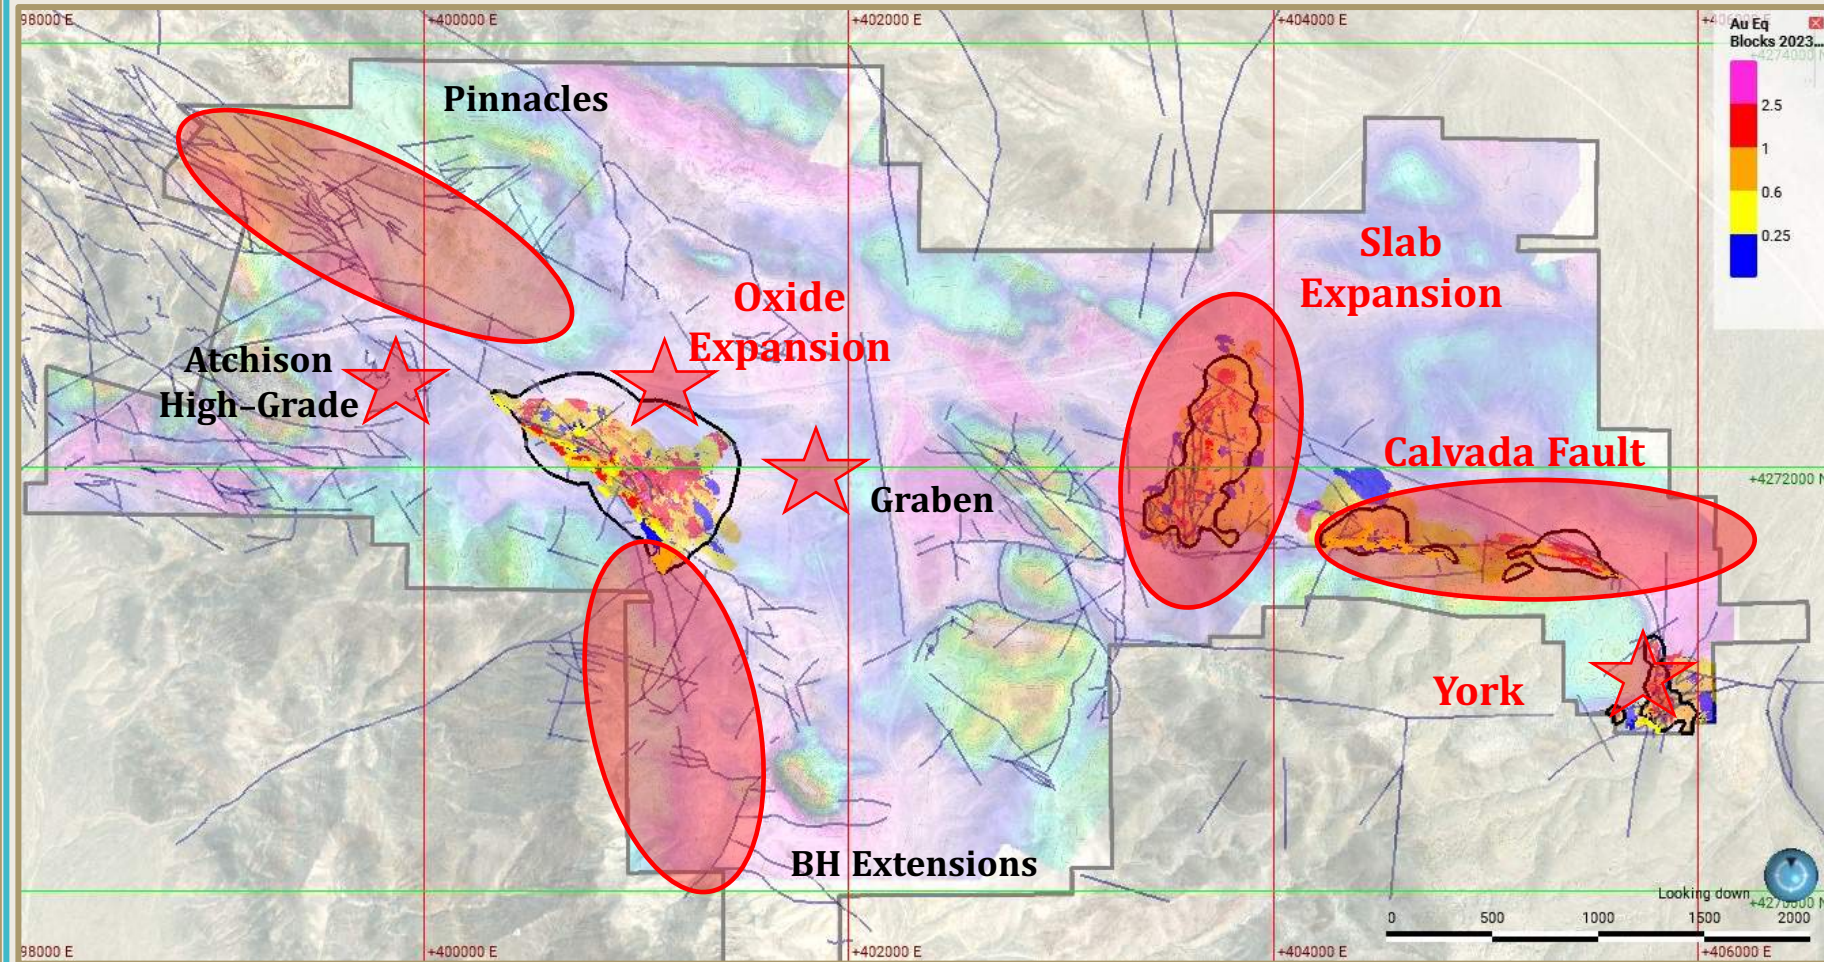 98000 E
+400000 E
+402000 E
+404000 E
Au Eq
Blocks 2023...
+4274000 N
2.5
1
0.6
0.25
Pinnacles
Slab
Expansion
Oxide
Expansion
Atchison
High-Grade
Calvada Fault
+4272000 N
Graben
York
BH Extensions
Looking down
+4270000 N
0 500 1000 1500 2000
98000 E
+400000 E
+402000 E
+404000 E
+406000 E